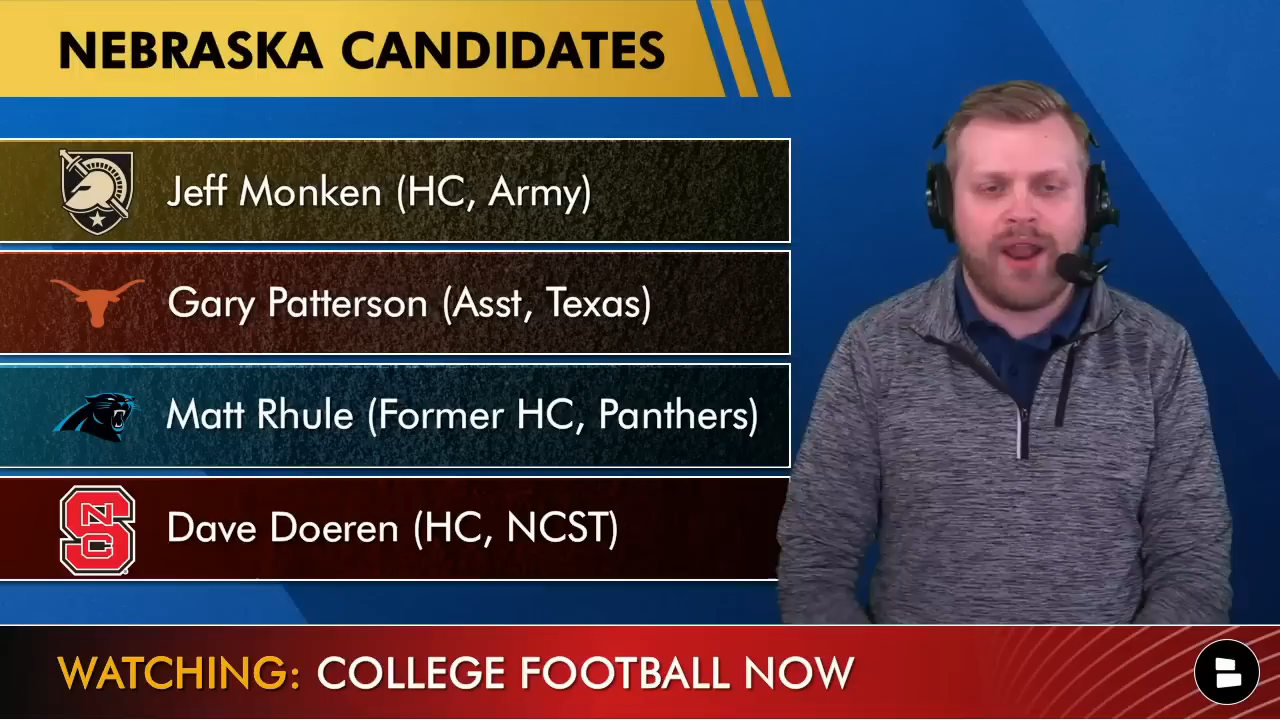 NEBRASKA CANDIDATES
Jeff Monken (HC, Army)
Gary Patterson (Asst, Texas)
Matt Rhule (Former HC, Panthers)
NC
S
Dave Doeren (HC, NCST)
WATCHING: COLLEGE FOOTBALL NOW